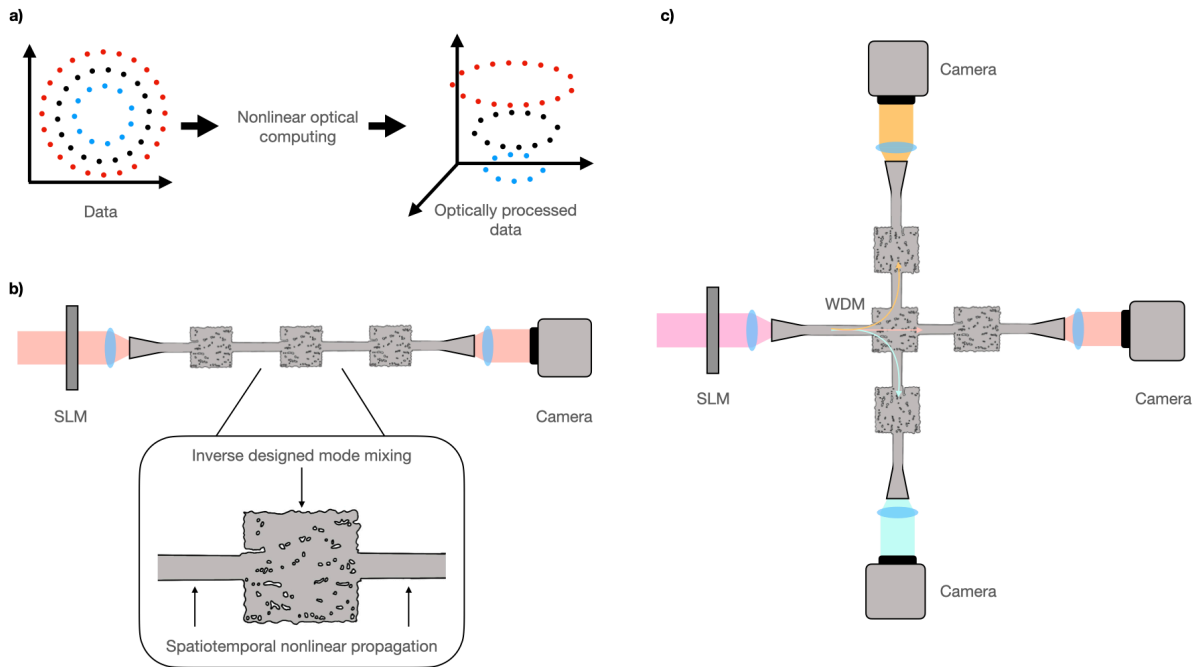 a)
Nonlinear optical
computing
Data
Optically processed
data
b)
SLM
Camera
Inverse designed mode mixing
Spatiotemporal nonlinear propagation
c)
Camera
WDM
SLM
Camera
Camera